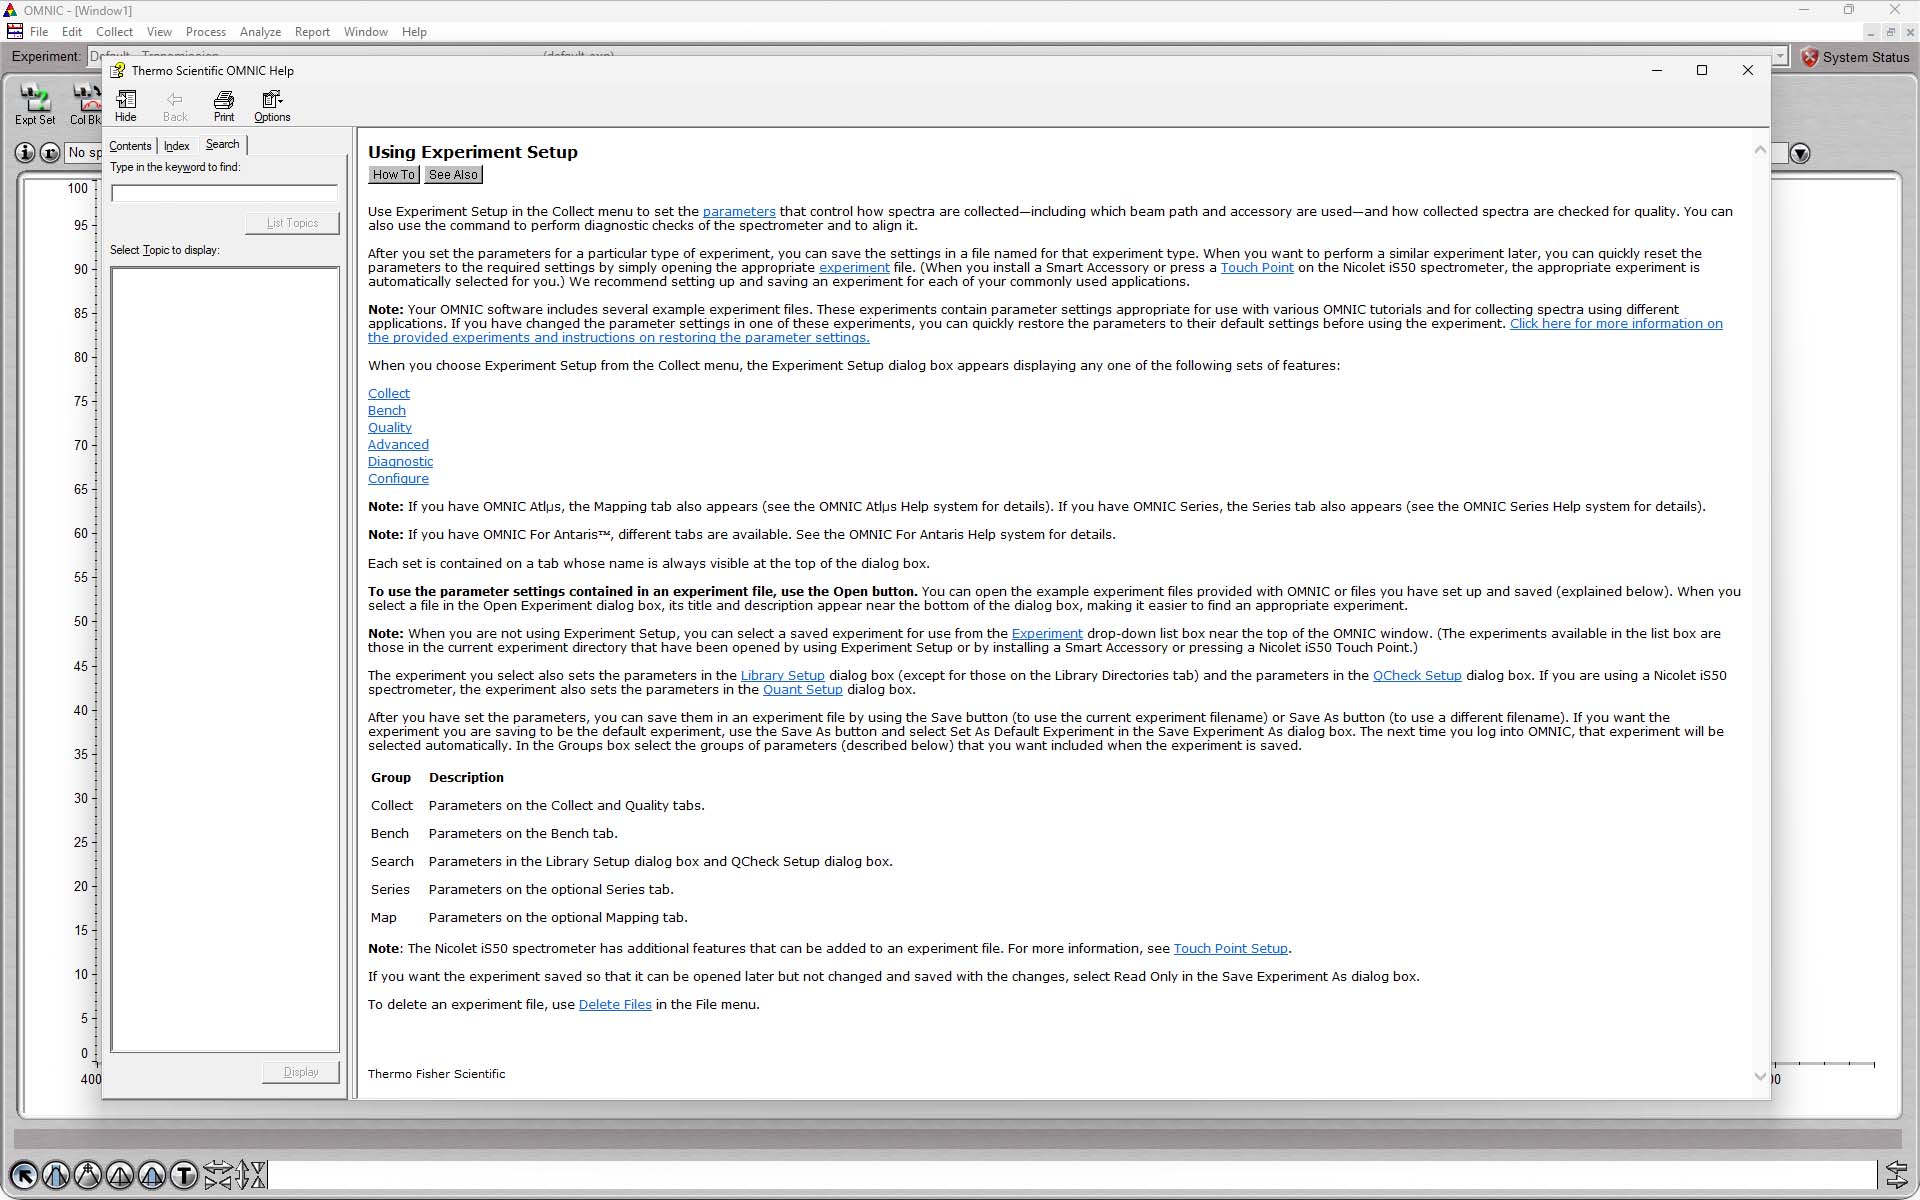 OMNIC - [Window1]
File Edit Collect View Process Analyze Report Window Help
Experiment:
System Status
Thermo Scientific OMNIC Help
Expt Set
Hide Back Print Options
Contents Index Search
Type in the keyword to find:
List Topics
Select Topic to display:
Display
100
95
90
85
80
75
70
65
60
55
50
45
40
35
30
25
20
15
10
5
0
Using Experiment Setup
How To See Also
Use Experiment Setup in the Collect menu to set the parameters that control how spectra are collected—including which beam path and accessory are used—and how collected spectra are checked for quality. You can
also use the command to perform diagnostic checks of the spectrometer and to align it.
After you set the parameters for a particular type of experiment, you can save the settings in a file named for that experiment type. When you want to perform a similar experiment later, you can quickly reset the
parameters to the required settings by simply opening the appropriate experiment file. (When you install a Smart Accessory or press a Touch Point on the Nicolet iS50 spectrometer, the appropriate experiment is
automatically selected for you.) We recommend setting up and saving an experiment for each of your commonly used applications.
Note: Your OMNIC software includes several example experiment files. These experiments contain parameter settings appropriate for use with various OMNIC tutorials and for collecting spectra using different
applications. If you have changed the parameter settings in one of these experiments, you can quickly restore the parameters to their default settings before using the experiment. Click here for more information on
the provided experiments and instructions on restoring the parameter settings.
When you choose Experiment Setup from the Collect menu, the Experiment Setup dialog box appears displaying any one of the following sets of features:
Collect
Bench
Quality
Advanced
Diagnostic
Configure
Note: If you have OMNIC Atlµs, the Mapping tab also appears (see the OMNIC Atlµs Help system for details). If you have OMNIC Series, the Series tab also appears (see the OMNIC Series Help system for details).
Note: If you have OMNIC For Antaris™, different tabs are available. See the OMNIC For Antaris Help system for details.
Each set is contained on a tab whose name is always visible at the top of the dialog box.
To use the parameter settings contained in an experiment file, use the Open button. You can open the example experiment files provided with OMNIC or files you have set up and saved (explained below). When you
select a file in the Open Experiment dialog box, its title and description appear near the bottom of the dialog box, making it easier to find an appropriate experiment.
Note: When you are not using Experiment Setup, you can select a saved experiment for use from the Experiment drop-down list box near the top of the OMNIC window. (The experiments available in the list box are
those in the current experiment directory that have been opened by using Experiment Setup or by installing a Smart Accessory or pressing a Nicolet iS50 Touch Point.)
The experiment you select also sets the parameters in the Library Setup dialog box (except for those on the Library Directories tab) and the parameters in the QCheck Setup dialog box. If you are using a Nicolet iS50
spectrometer, the experiment also sets the parameters in the Quant Setup dialog box.
After you have set the parameters, you can save them in an experiment file by using the Save button (to use the current experiment filename) or Save As button (to use a different filename). If you want the
experiment you are saving to be the default experiment, use the Save As button and select Set As Default Experiment in the Save Experiment As dialog box. The next time you log into OMNIC, that experiment will be
selected automatically. In the Groups box select the groups of parameters (described below) that you want included when the experiment is saved.
Group Description
Collect Parameters on the Collect and Quality tabs.
Bench Parameters on the Bench tab.
Search Parameters in the Library Setup dialog box and QCheck Setup dialog box.
Series Parameters on the optional Series tab.
Map Parameters on the optional Mapping tab.
Note: The Nicolet iS50 spectrometer has additional features that can be added to an experiment file. For more information, see Touch Point Setup.
If you want the experiment saved so that it can be opened later but not changed and saved with the changes, select Read Only in the Save Experiment As dialog box.
To delete an experiment file, use Delete Files in the File menu.
Thermo Fisher Scientific